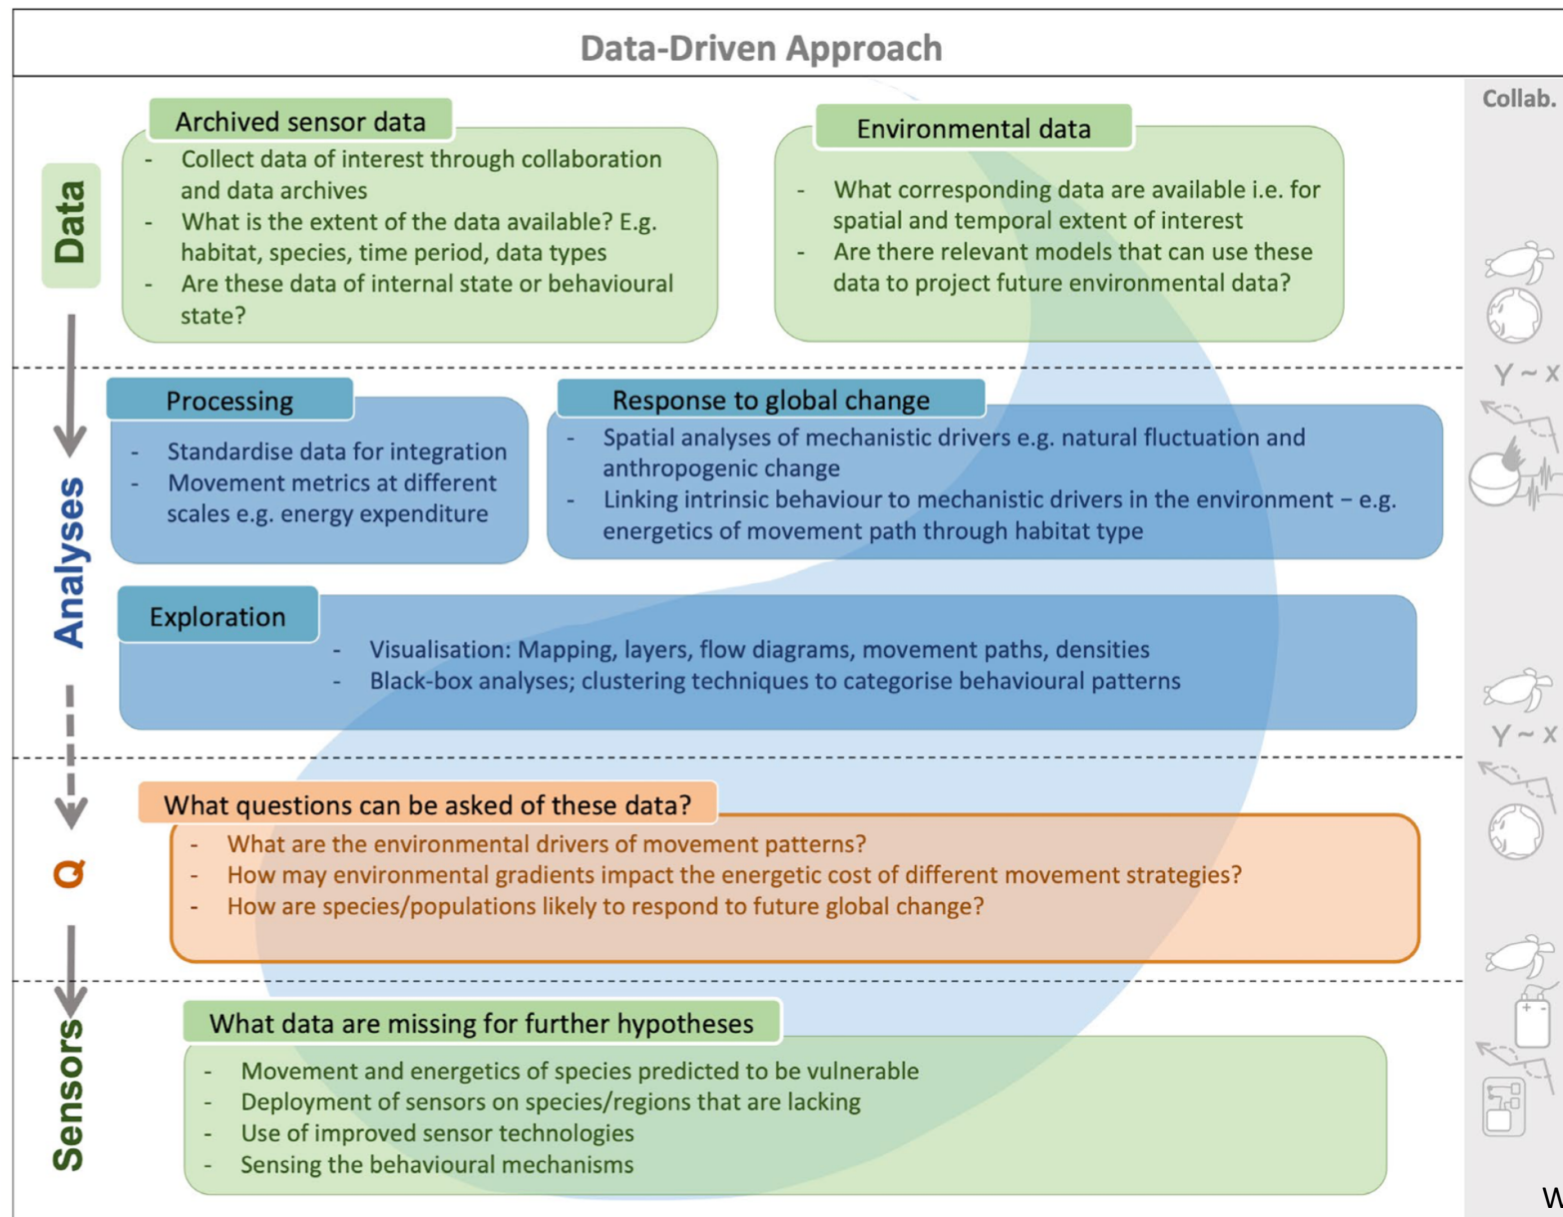 Data-Driven Approach
Collab.
Data
Archived sensor data
- Collect data of interest through collaboration
and data archives
- What is the extent of the data available? E.g.
habitat, species, time period, data types
- Are these data of internal state or behavioural
state?
Environmental data
- What corresponding data are available i.e. for
spatial and temporal extent of interest
- Are there relevant models that can use these
data to project future environmental data?
Y ~ x
Analyses
Processing
- Standardise data for integration
- Movement metrics at different
scales e.g. energy expenditure
Response to global change
- Spatial analyses of mechanistic drivers e.g. natural fluctuation and
anthropogenic change
- Linking intrinsic behaviour to mechanistic drivers in the environment – e.g.
energetics of movement path through habitat type
Exploration
- Visualisation: Mapping, layers, flow diagrams, movement paths, densities
- Black-box analyses; clustering techniques to categorise behavioural patterns
Y ~ x
Q
What questions can be asked of these data?
- What are the environmental drivers of movement patterns?
- How may environmental gradients impact the energetic cost of different movement strategies?
- How are species/populations likely to respond to future global change?
Sensors
What data are missing for further hypotheses
- Movement and energetics of species predicted to be vulnerable
- Deployment of sensors on species/regions that are lacking
- Use of improved sensor technologies
- Sensing the behavioural mechanisms
+ -
W